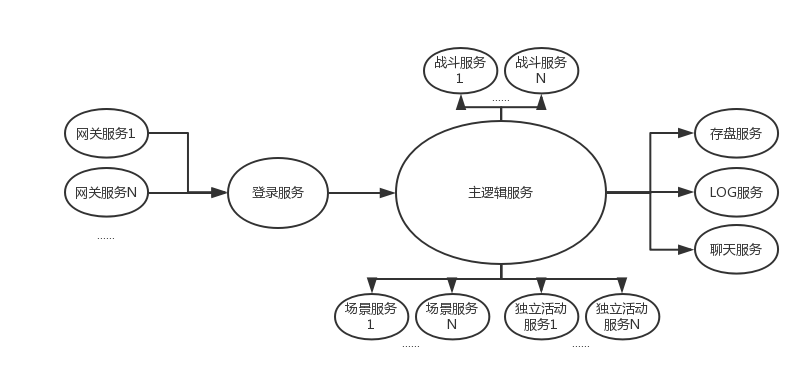 战斗服务
1
战斗服务
N
......
网关服务1
网关服务N
......
登录服务
主逻辑服务
存盘服务
LOG服务
聊天服务
场景服务
1
场景服务
N
......
独立活动
服务1
独立活动
服务N
......